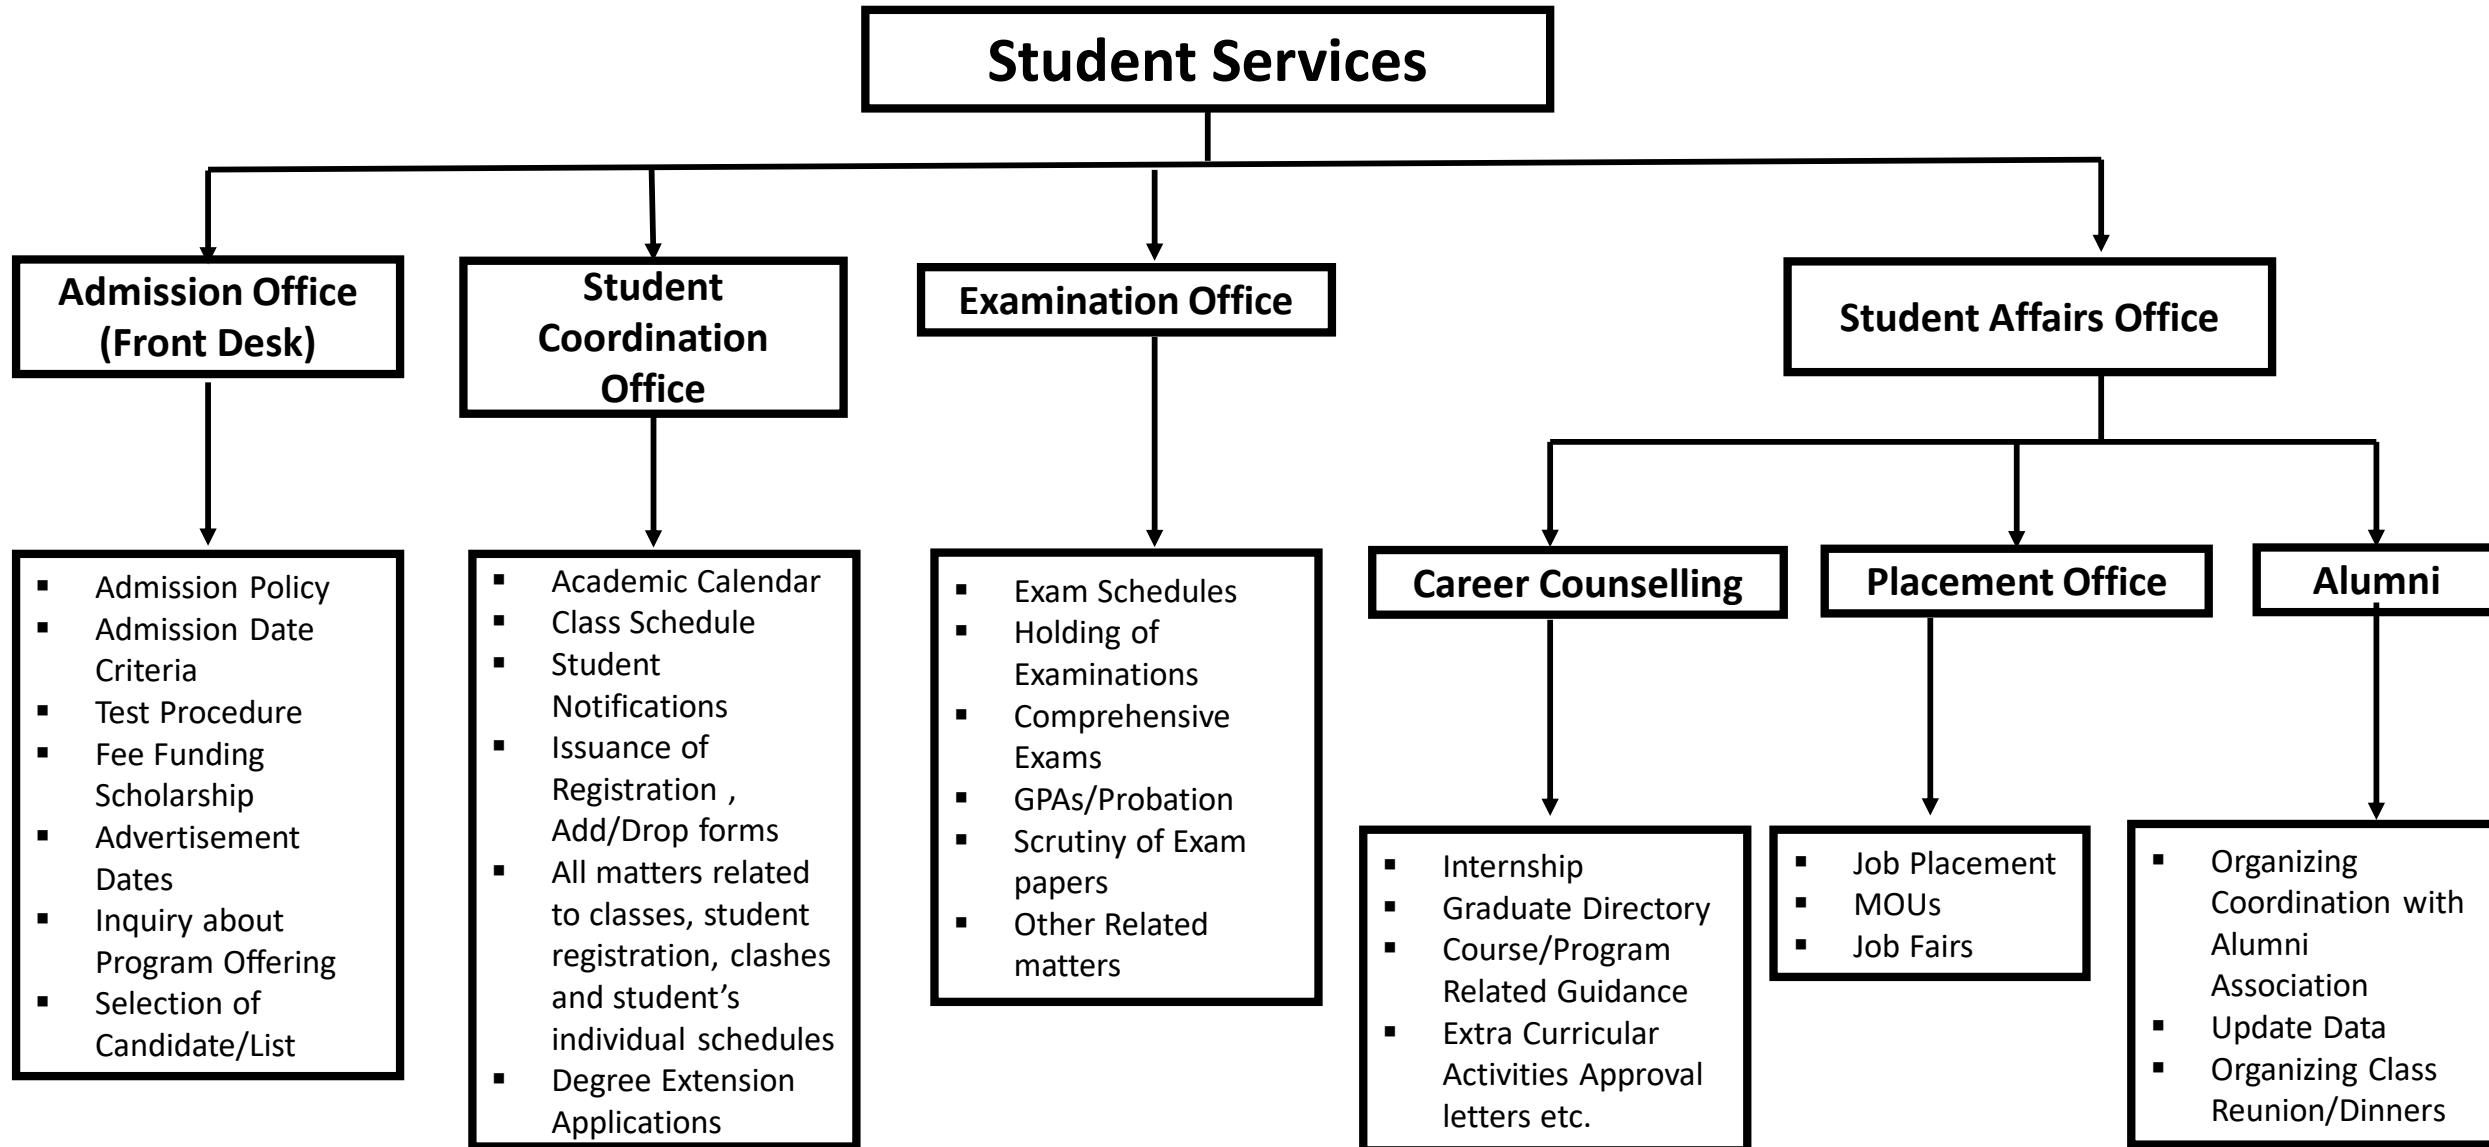 Student Services
Admission Office
(Front Desk)
Student
Coordination
Office
Examination Office
Student Affairs Office
▪ Admission Policy
▪ Admission Date
Criteria
▪ Test Procedure
▪ Fee Funding
Scholarship
▪ Advertisement
Dates
▪ Inquiry about
Program Offering
▪ Selection of
Candidate/List
▪ Academic Calendar
▪ Class Schedule
▪ Student
Notifications
▪ Issuance of
Registration ,
Add/Drop forms
▪ All matters related
to classes, student
registration, clashes
and student’s
individual schedules
▪ Degree Extension
Applications
▪ Exam Schedules
▪ Holding of
Examinations
▪ Comprehensive
Exams
▪ GPAs/Probation
▪ Scrutiny of Exam
papers
▪ Other Related
matters
Career Counselling
Placement Office
Alumni
▪ Internship
▪ Graduate Directory
▪ Course/Program
Related Guidance
▪ Extra Curricular
Activities Approval
letters etc.
▪ Job Placement
▪ MOUs
▪ Job Fairs
▪ Organizing
Coordination with
Alumni
Association
▪ Update Data
▪ Organizing Class
Reunion/Dinners